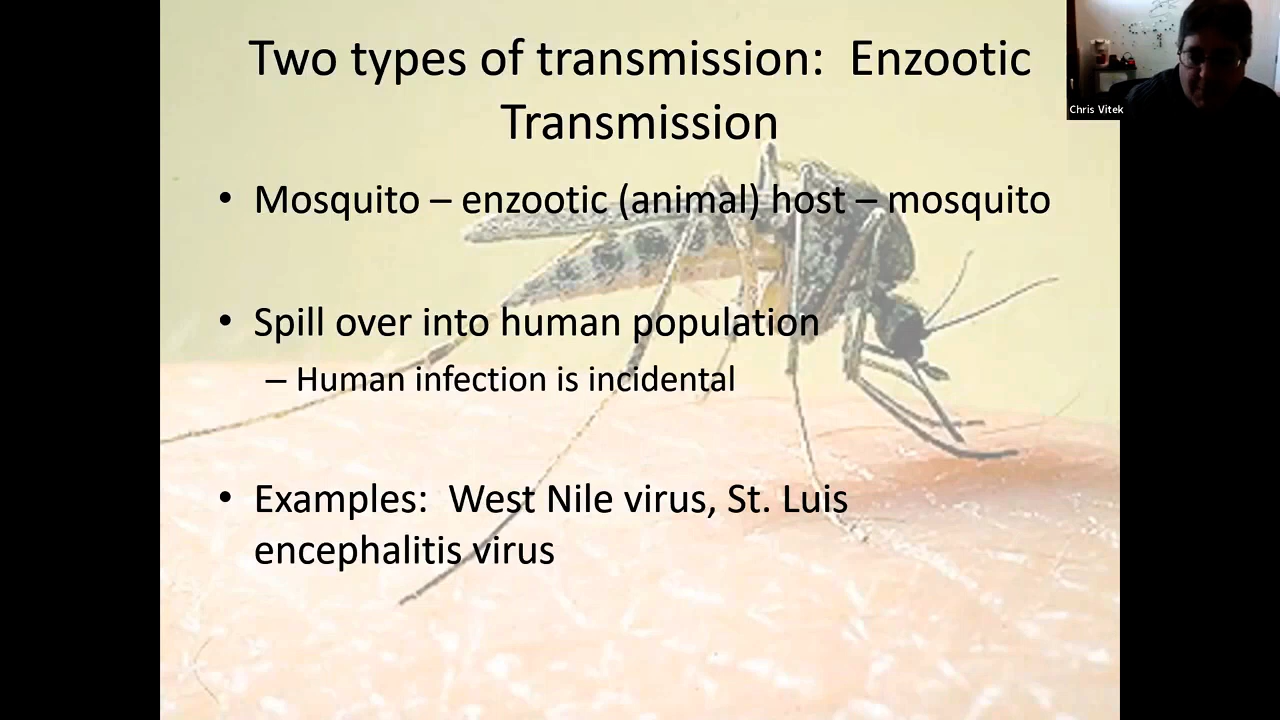 Two types of transmission: Enzootic
Transmission
Chris Vitek
• Mosquito – enzootic (animal) host – mosquito
• Spill over into human population
– Human infection is incidental
• Examples: West Nile virus, St. Luis
encephalitis virus